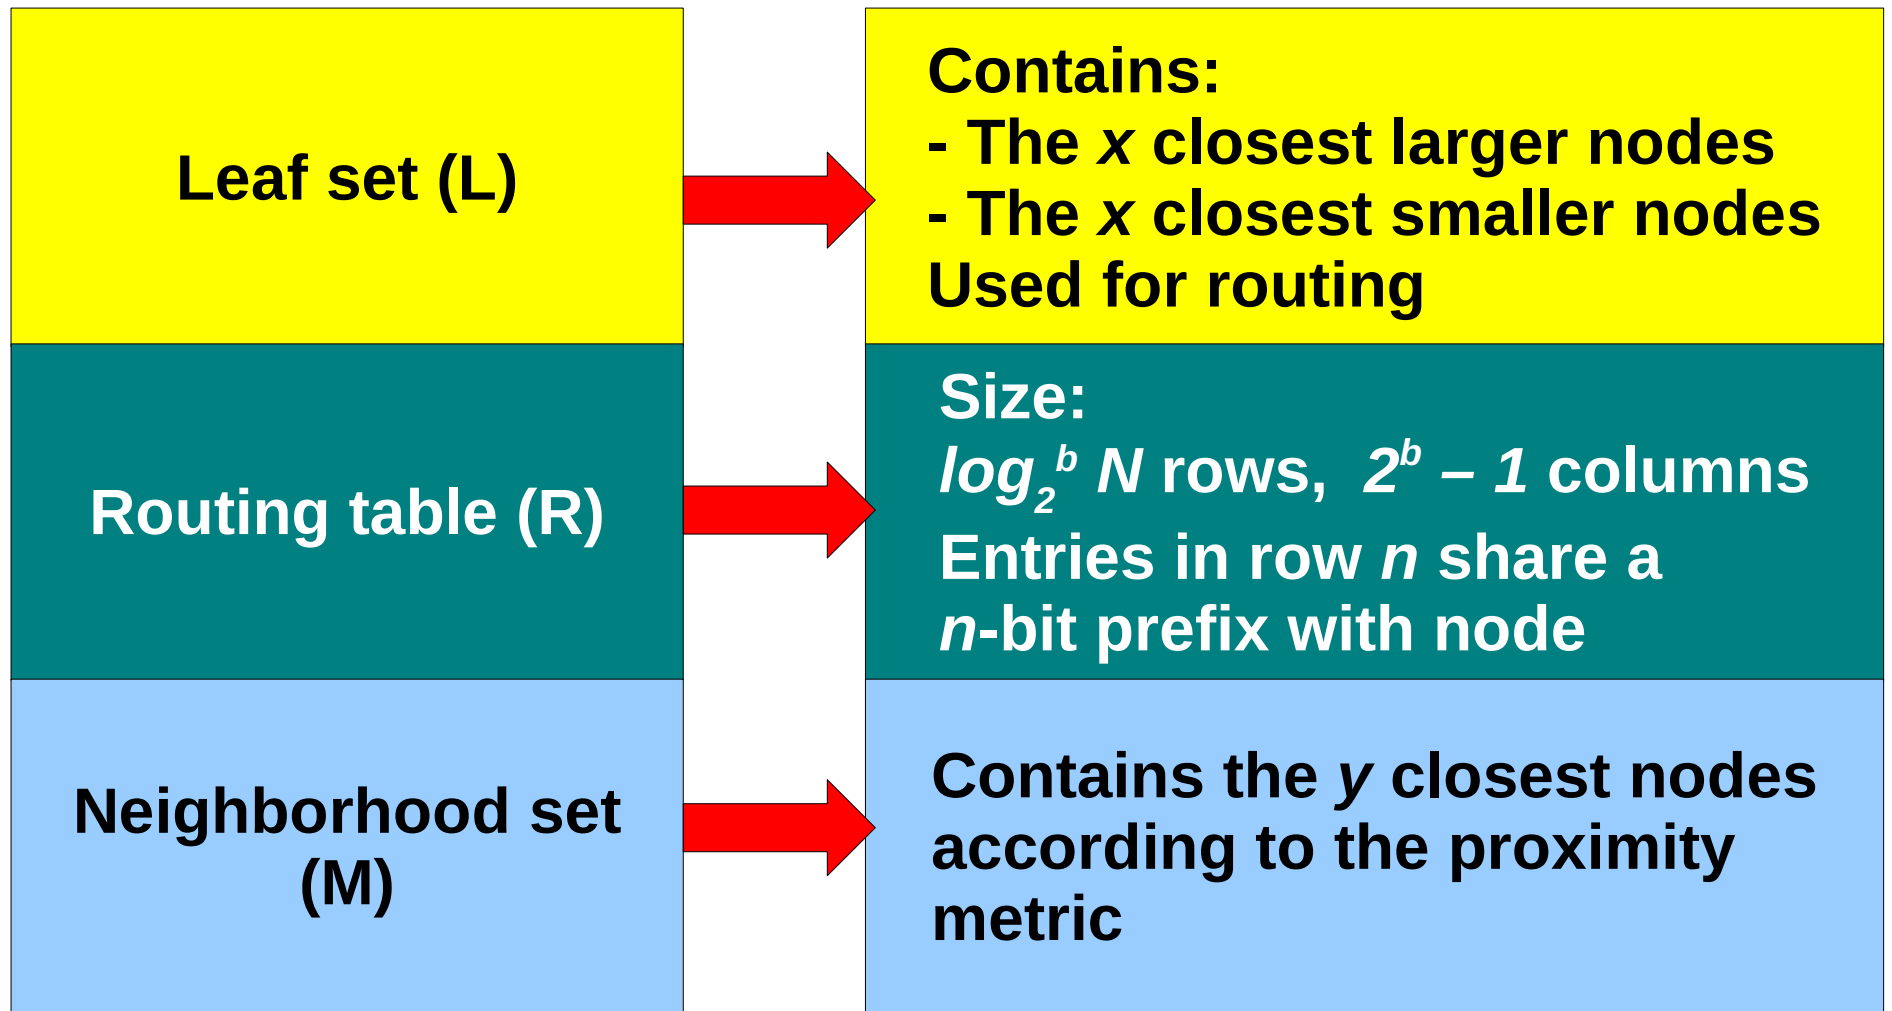 Leaf set (L)
Contains:
- The x closest larger nodes
- The x closest smaller nodes
Used for routing
Routing table (R)
Size:
log₂ᵇ N rows,  2ᵇ – 1 columns
Entries in row n share a
n-bit prefix with node
Neighborhood set
(M)
Contains the y closest nodes
according to the proximity
metric